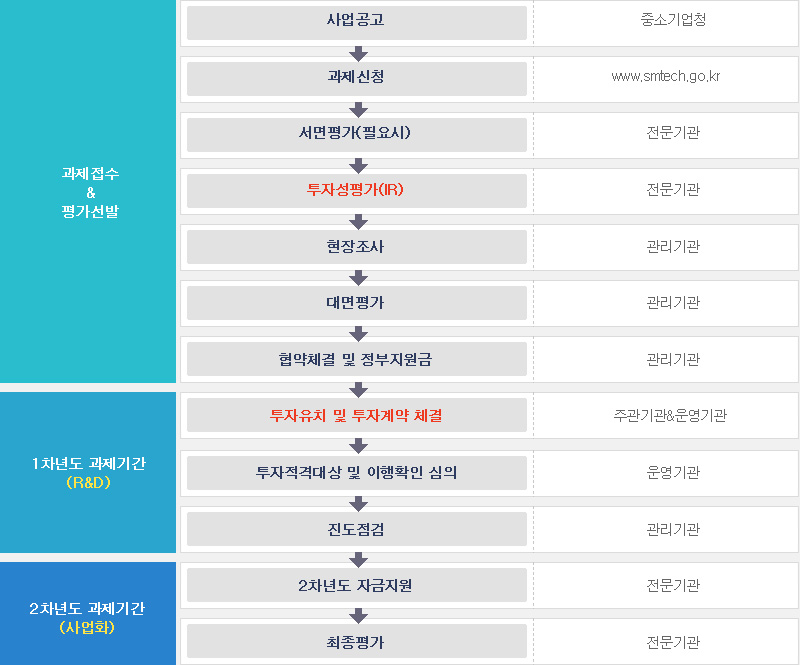 과제접수
&
평가선발
사업공고
중소기업청
과제신청
www.smtech.go.kr
서면평가(필요시)
전문기관
투자성평가(IR)
전문기관
현장조사
관리기관
대면평가
관리기관
협약체결 및 정부지원금
관리기관
1차년도 과제기간
(R&D)
투자유치 및 투자계약 체결
주관기관&운영기관
투자적격대상 및 이행확인 심의
운영기관
진도점검
관리기관
2차년도 과제기간
(사업화)
2차년도 자금지원
전문기관
최종평가
전문기관